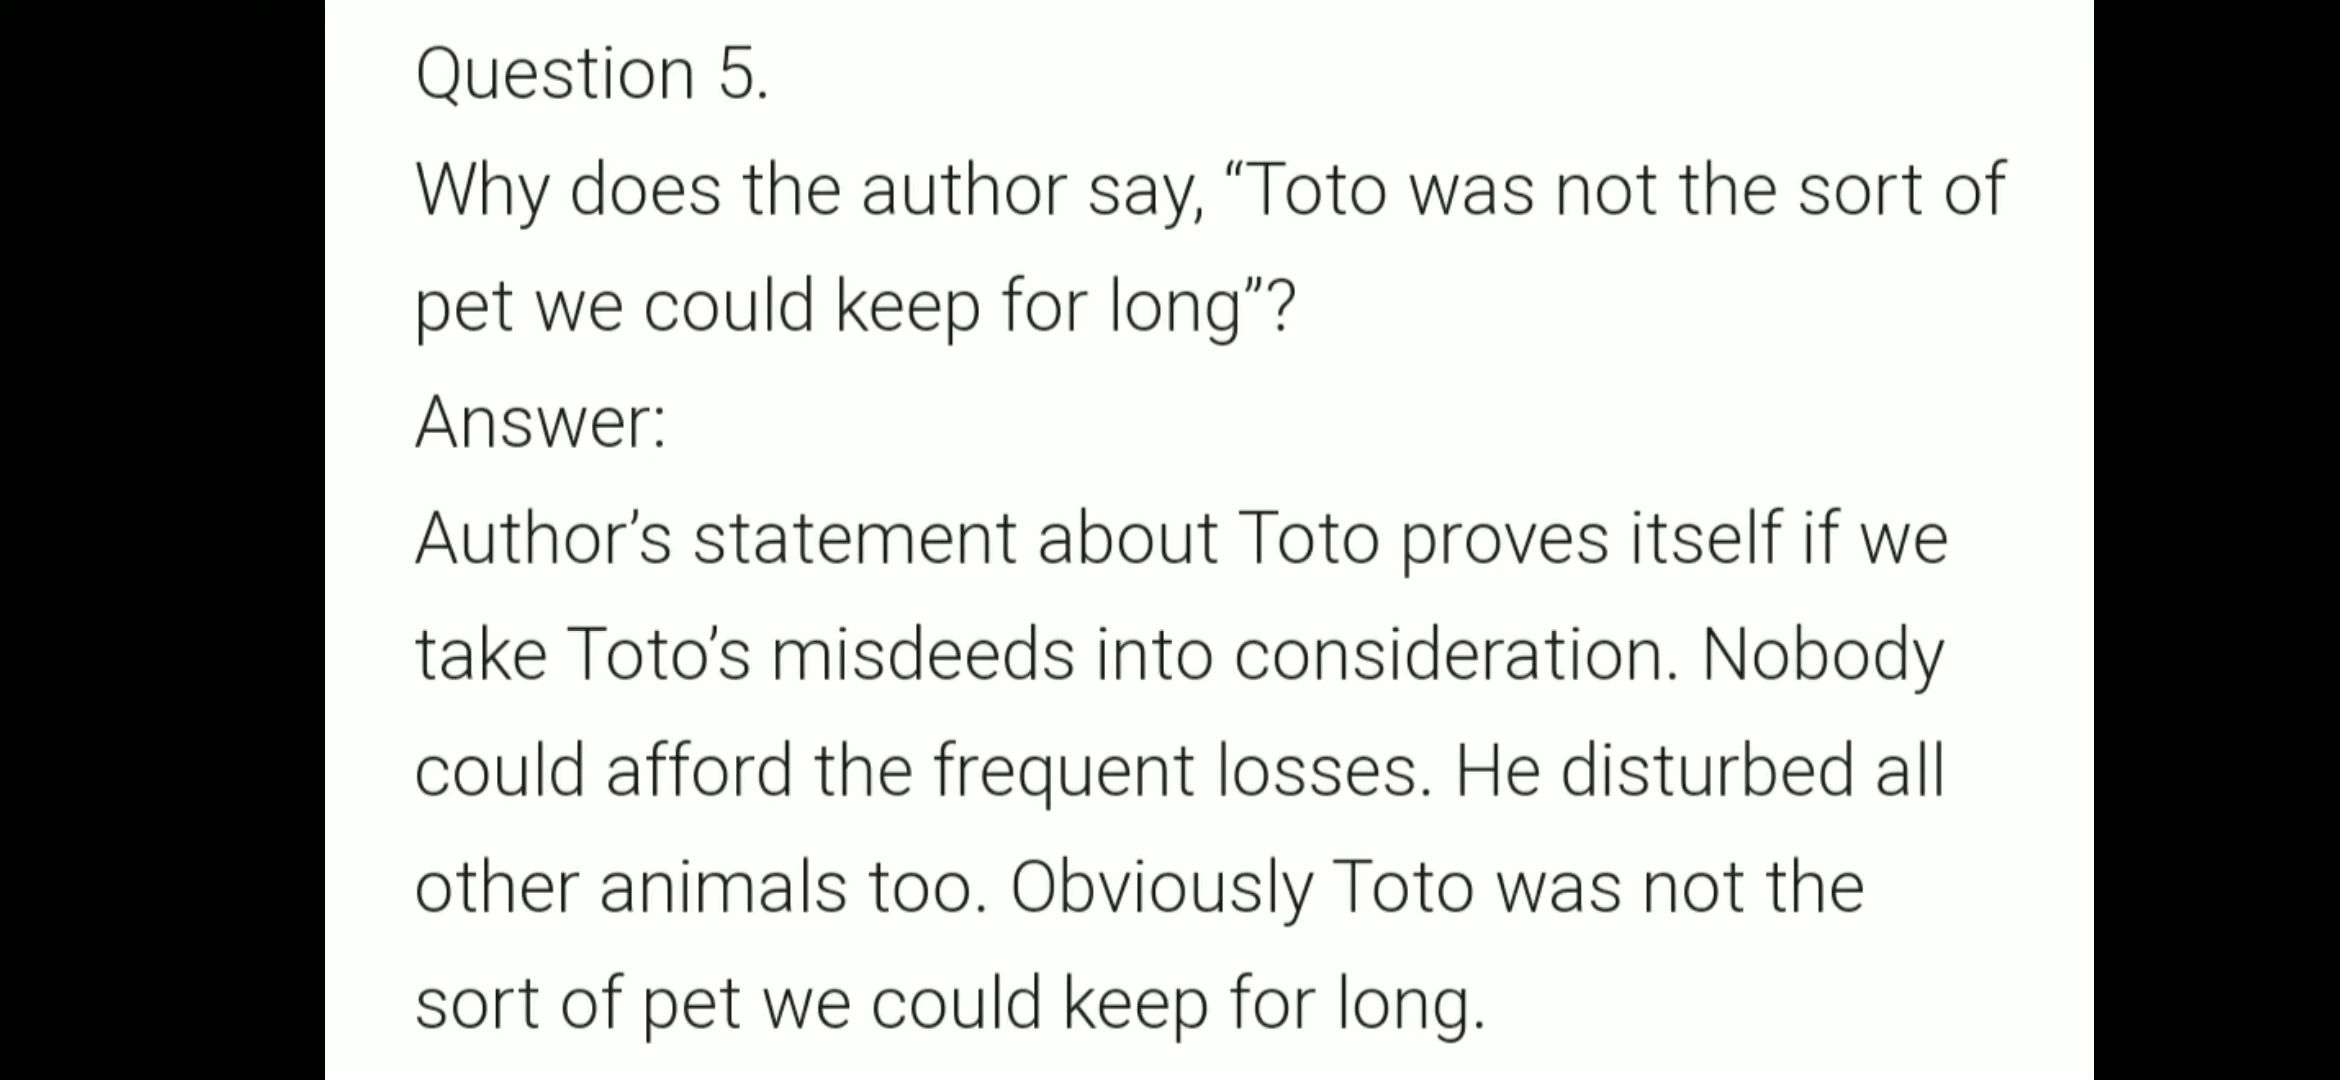 Question 5.
Why does the author say, “Toto was not the sort of
pet we could keep for long”?
Answer:
Author’s statement about Toto proves itself if we
take Toto’s misdeeds into consideration. Nobody
could afford the frequent losses. He disturbed all
other animals too. Obviously Toto was not the
sort of pet we could keep for long.